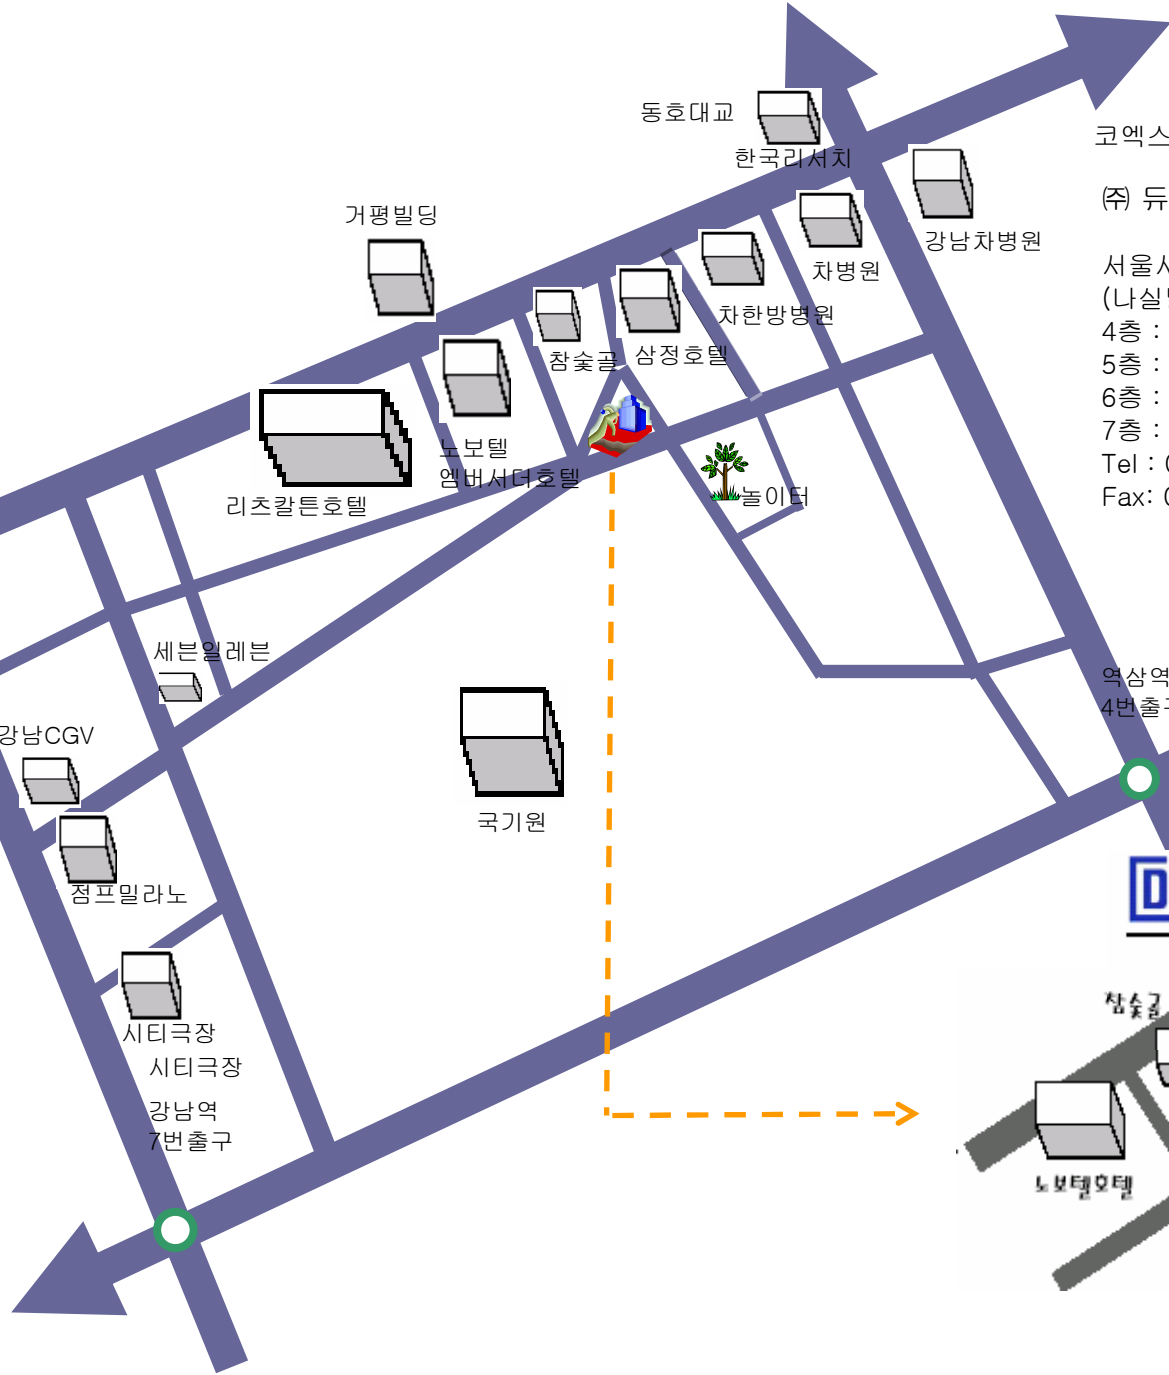 동호대교
한국리서치
코엑스
㈜ 듀
거평빌딩
강남차병원
차병원
서울시
(나실
4층 :
5층 :
6층 :
7층 :
Tel : 0
Fax: 0
차한방병원
참숯골
삼정호텔
노보텔
엠버서더호텔
리츠칼튼호텔
놀이터
세븐일레븐
역삼역
4번출구
강남CGV
국기원
점프밀라노
시티극장
시티극장
강남역
7번출구
D
참숯골
노보텔호텔